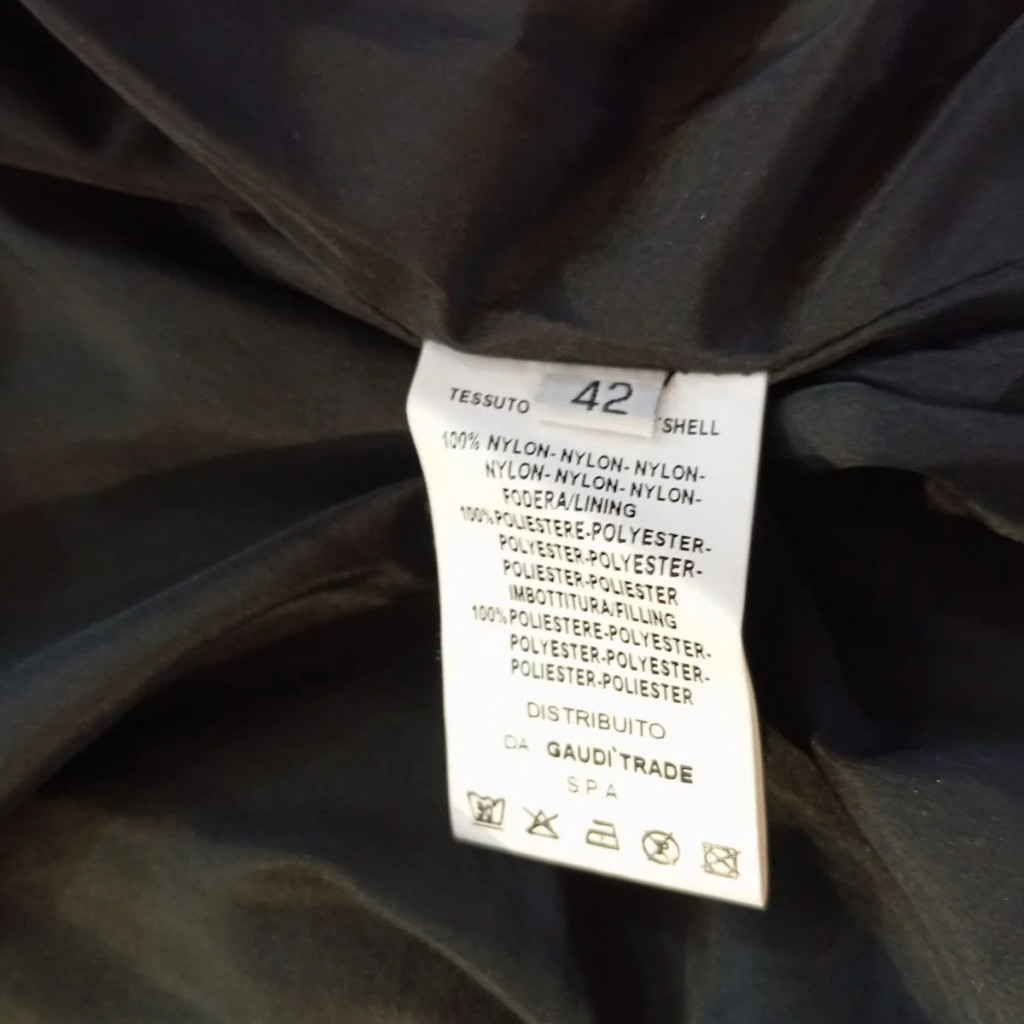 42
TESSUTO SHELL
100% NYLON- NYLON- NYLON-
NYLON- NYLON- NYLON-
FODERA/LINING
100% POLIESTERE-POLYESTER-
POLYESTER-POLYESTER-
POLIESTER-POLIESTER
IMBOTTITURA/FILLING
100% POLIESTERE-POLYESTER-
POLYESTER-POLYESTER-
POLIESTER-POLIESTER
DISTRIBUITO
DA GAUDI'TRADE
SPA